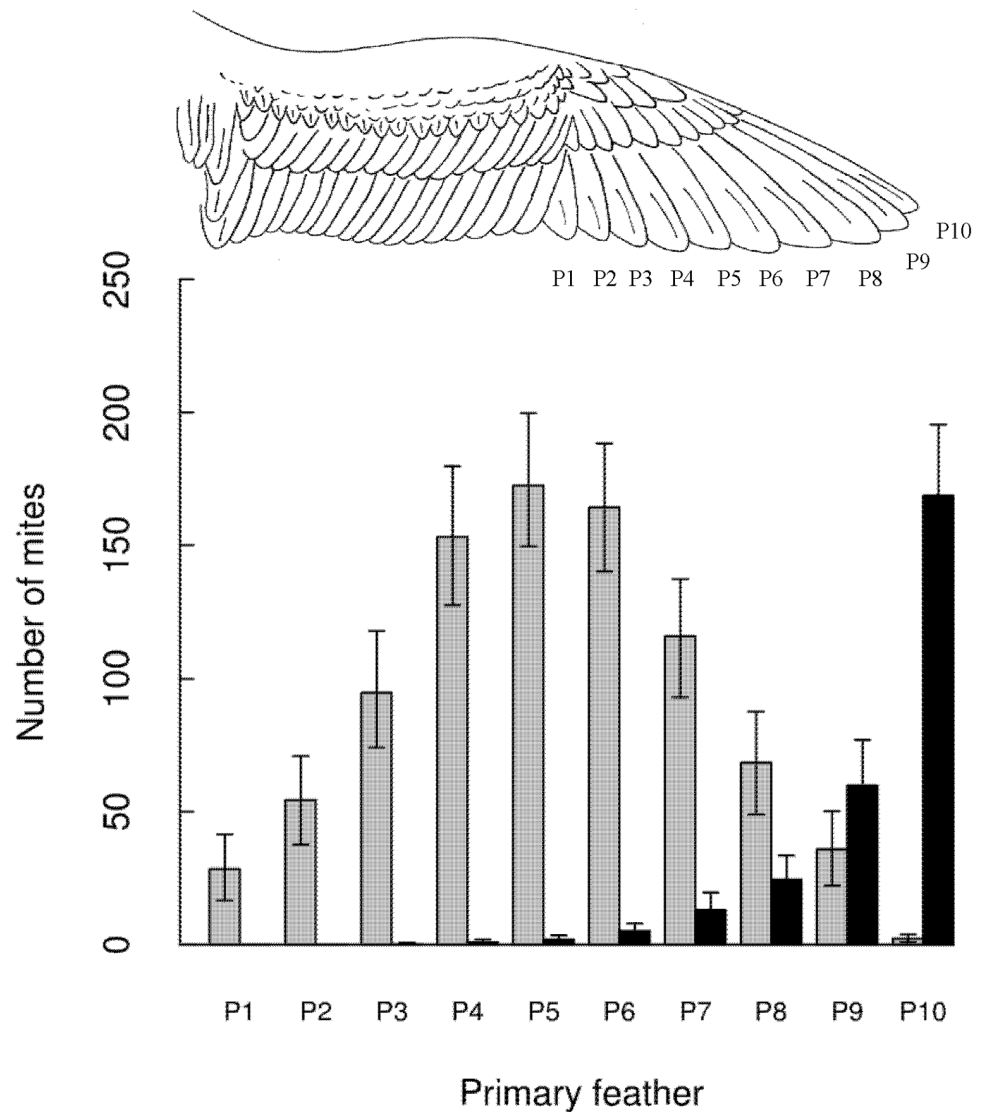 P10
P9
P1 P2 P3 P4 P5 P6 P7 P8
250
200
150
100
50
0
Number of mites
P1 P2 P3 P4 P5 P6 P7 P8 P9 P10
Primary feather